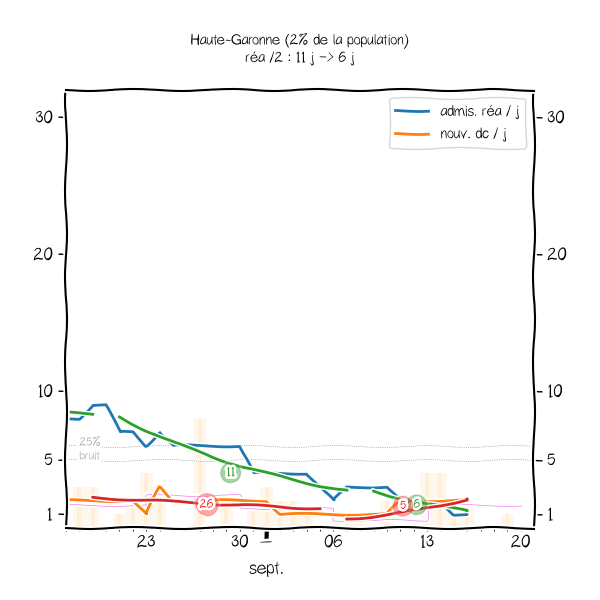 Haute-Garonne (2% de la population)
réa /2 : 11 j -> 6 j
admis. réa / j
nouv. dc / j
30 30
20 20
10 10
25%
bruit
5 5
11
26 5 6
1 1
23 30 06 13 20
sept.